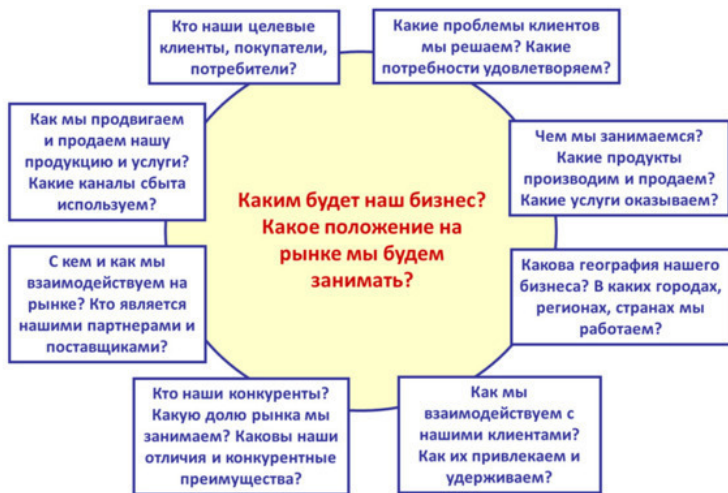 Кто наши целевые
клиенты, покупатели,
потребители?
Какие проблемы клиентов
мы решаем? Какие
потребности удовлетворяем?
Как мы продвигаем
и продаем нашу
продукцию и услуги?
Какие каналы сбыта
используем?
Чем мы занимаемся?
Какие продукты
производим и продаем?
Какие услуги оказываем?
Каким будет наш бизнес?
Какое положение на
рынке мы будем
занимать?
С кем и как мы
взаимодействуем на
рынке? Кто является
нашими партнерами и
поставщиками?
Какова география нашего
бизнеса? В каких городах,
регионах, странах мы
работаем?
Кто наши конкуренты?
Какую долю рынка мы
занимаем? Каковы наши
отличия и конкурентные
преимущества?
Как мы
взаимодействуем с
нашими клиентами?
Как их привлекаем и
удерживаем?